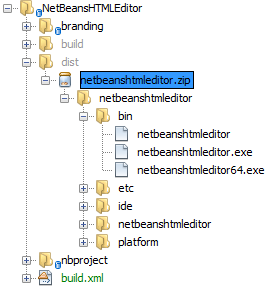 NetBeansHTMLEditor
branding
build
dist
netbeanshtmleditor.zip
netbeanshtmleditor
bin
netbeanshtmleditor
netbeanshtmleditor.exe
netbeanshtmleditor64.exe
etc
ide
netbeanshtmleditor
platform
nbproject
build.xml